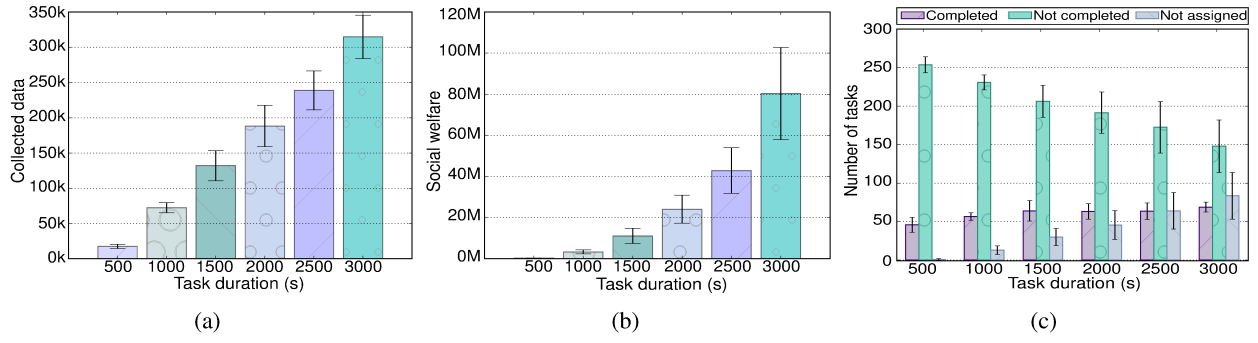 350k
300k
250k
200k
150k
100k
50k
0k
Collected data
500 1000 1500 2000 2500 3000
Task duration (s)
(a)
120M
100M
80M
60M
40M
20M
0M
Social welfare
500 1000 1500 2000 2500 3000
Task duration (s)
(b)
Completed Not completed Not assigned
300
250
200
150
100
50
0
Number of tasks
500 1000 1500 2000 2500 3000
Task duration (s)
(c)